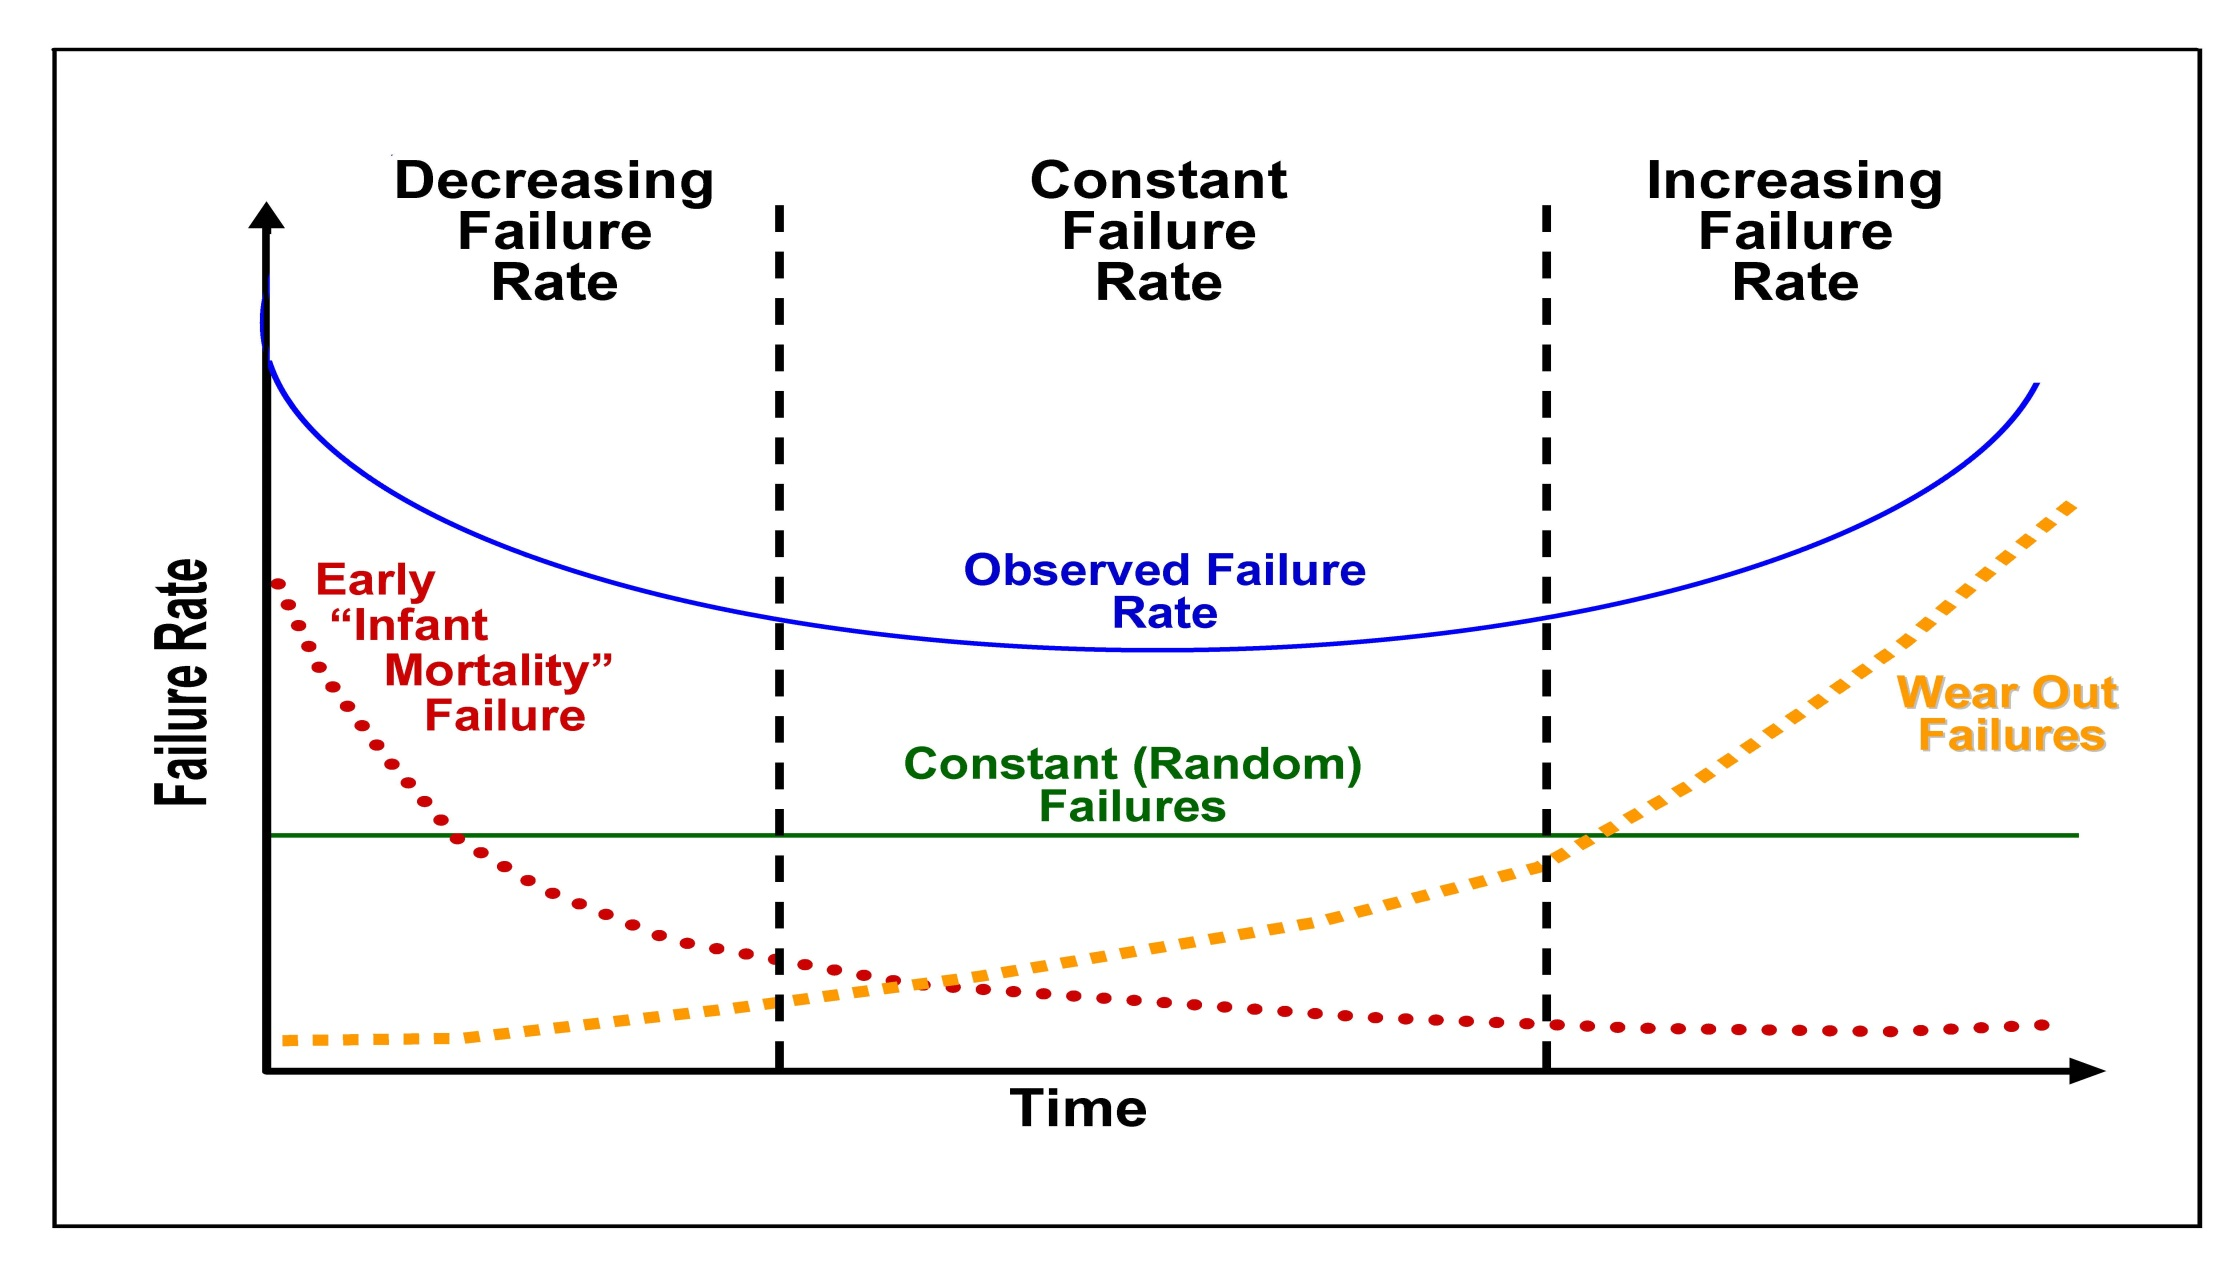 Decreasing
Failure
Rate
Constant
Failure
Rate
Increasing
Failure
Rate
Failure Rate
Early
“Infant
Mortality”
Failure
Observed Failure
Rate
Constant (Random)
Failures
Wear Out
Failures
Time